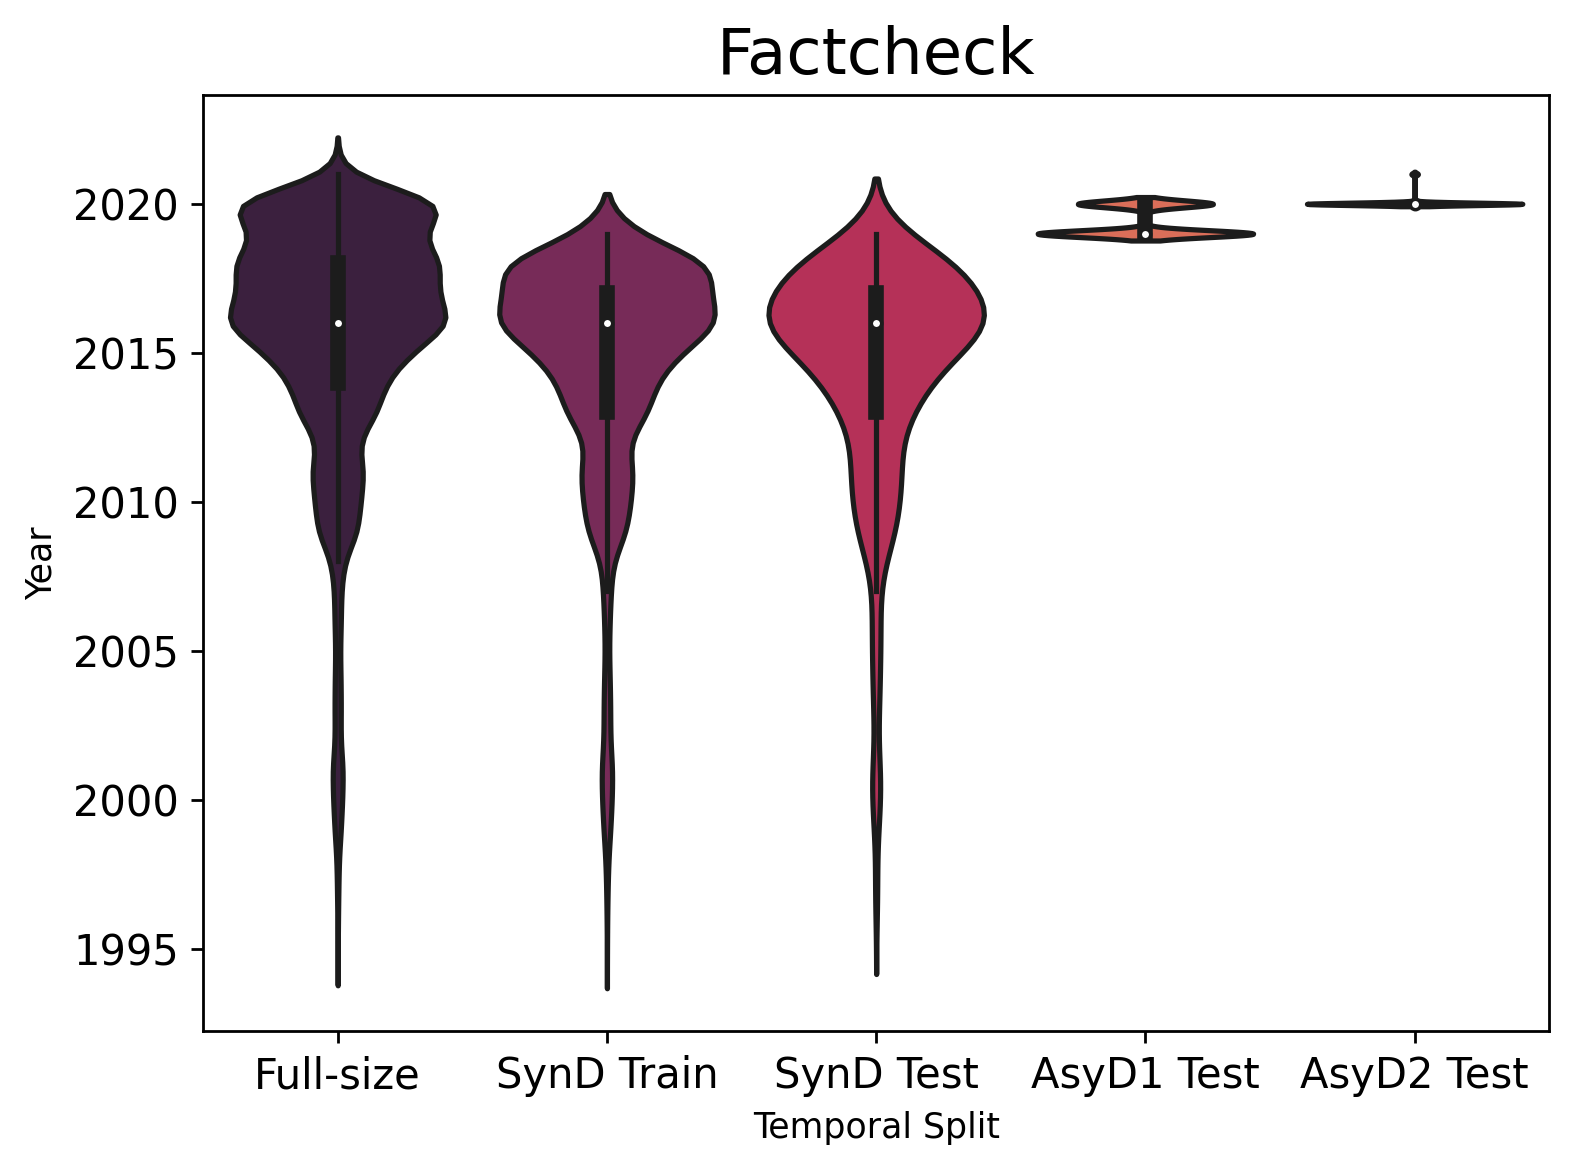 Factcheck
2020
2015
2010
2005
2000
1995
Year
Full-size SynD Train SynD Test AsyD1 Test AsyD2 Test
Temporal Split